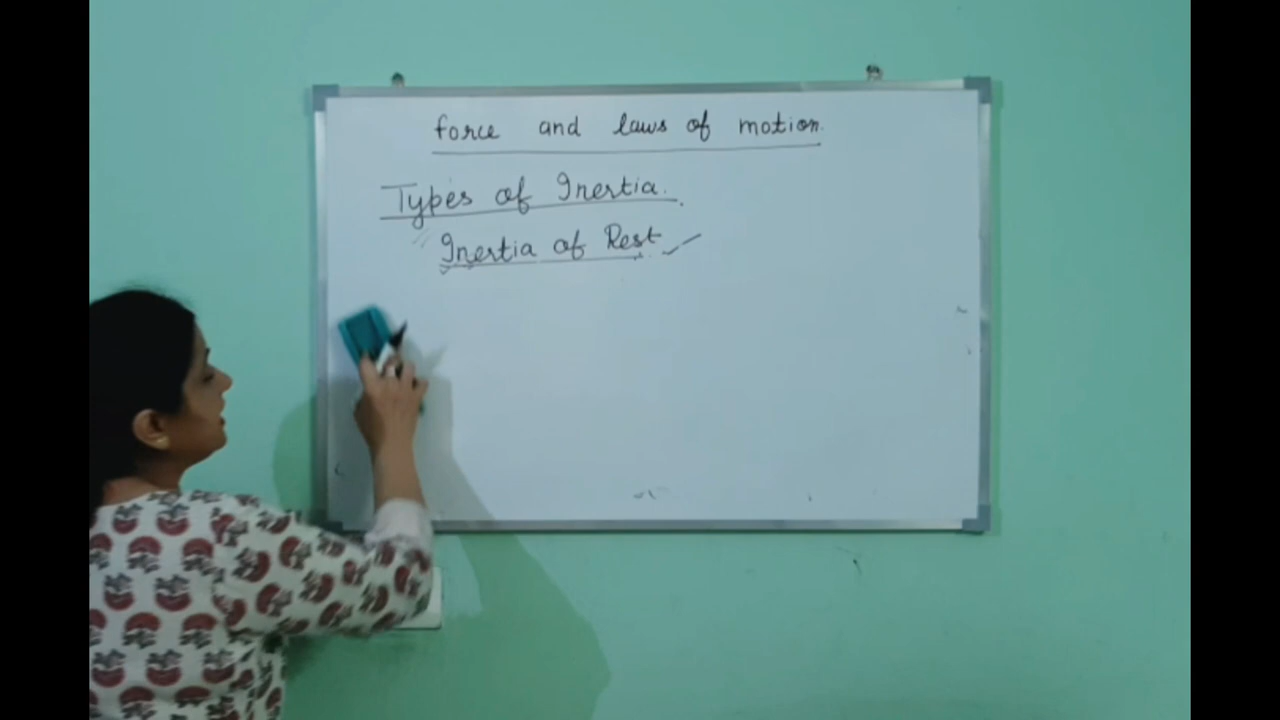 force and laws of motion.
Types of Inertia.
Inertia of Rest